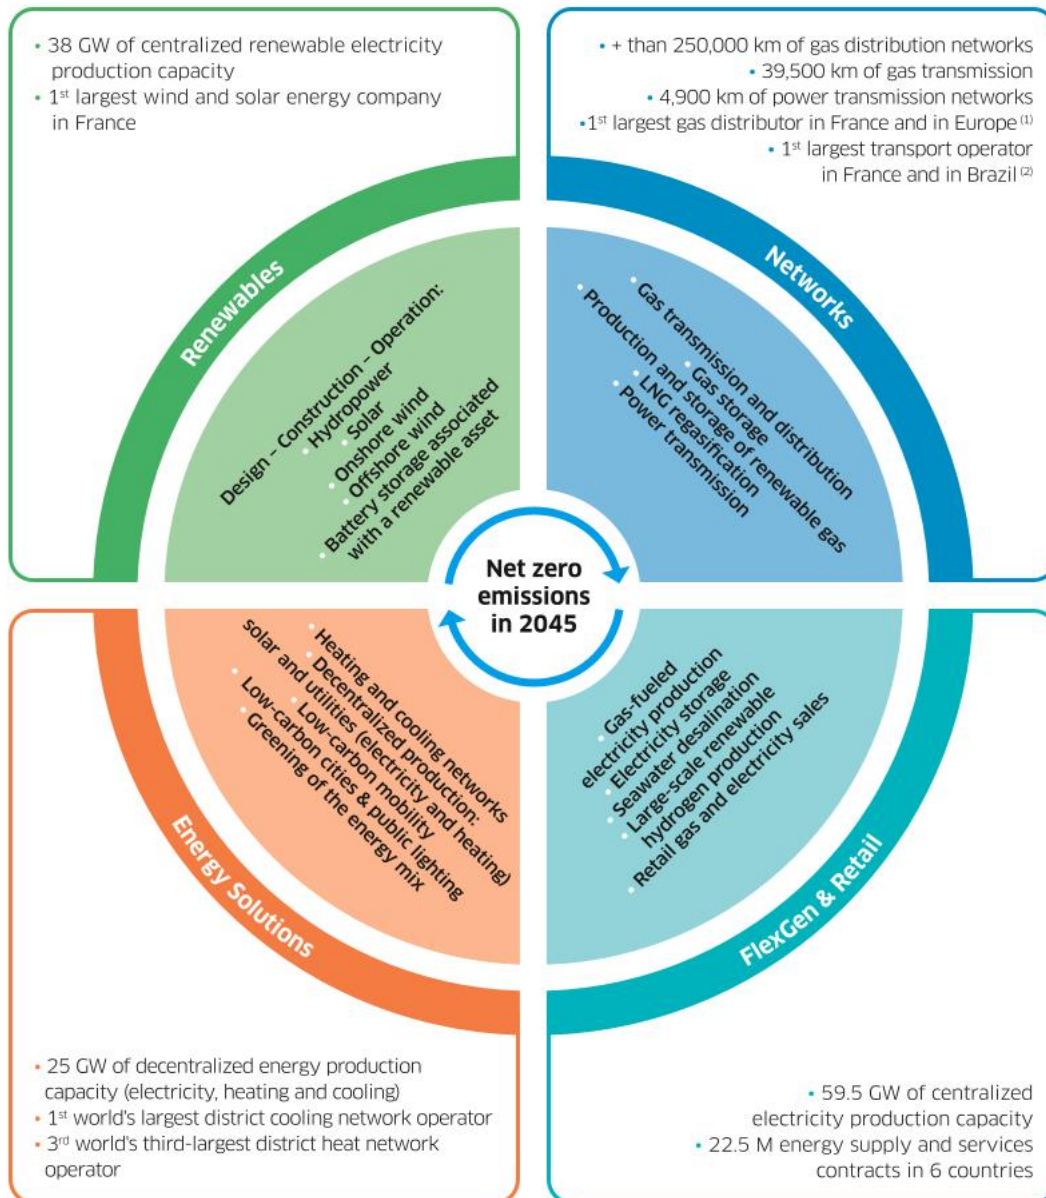 • 38 GW of centralized renewable electricity
production capacity
• 1st largest wind and solar energy company
in France
• + than 250,000 km of gas distribution networks
• 39,500 km of gas transmission
• 4,900 km of power transmission networks
•1st largest gas distributor in France and in Europe (1)
• 1st largest transport operator
in France and in Brazil (2)
Renewables
Design – Construction – Operation:
• Hydropower
• Solar
Onshore wind
• Offshore wind
• Battery storage associated
with a renewable asset
Networks
• Gas transmission and distribution
• Gas storage
• Production and storage of renewable gas
• LNG regasification
• Power transmission
Net zero
emissions
in 2045
Energy Solutions
• Heating and cooling networks
• Decentralized production:
solar and utilities (electricity and heating)
• Low-carbon mobility
• Low-carbon cities & public lighting
• Greening of the energy mix
FlexGen & Retail
• Gas-fueled
electricity production
• Electricity storage
• Seawater desalination
• Large-scale renewable
hydrogen production
• Retail gas and electricity sales
• 25 GW of decentralized energy production
capacity (electricity, heating and cooling)
• 1st world's largest district cooling network operator
• 3rd world's third-largest district heat network
operator
• 59.5 GW of centralized
electricity production capacity
• 22.5 M energy supply and services
contracts in 6 countries